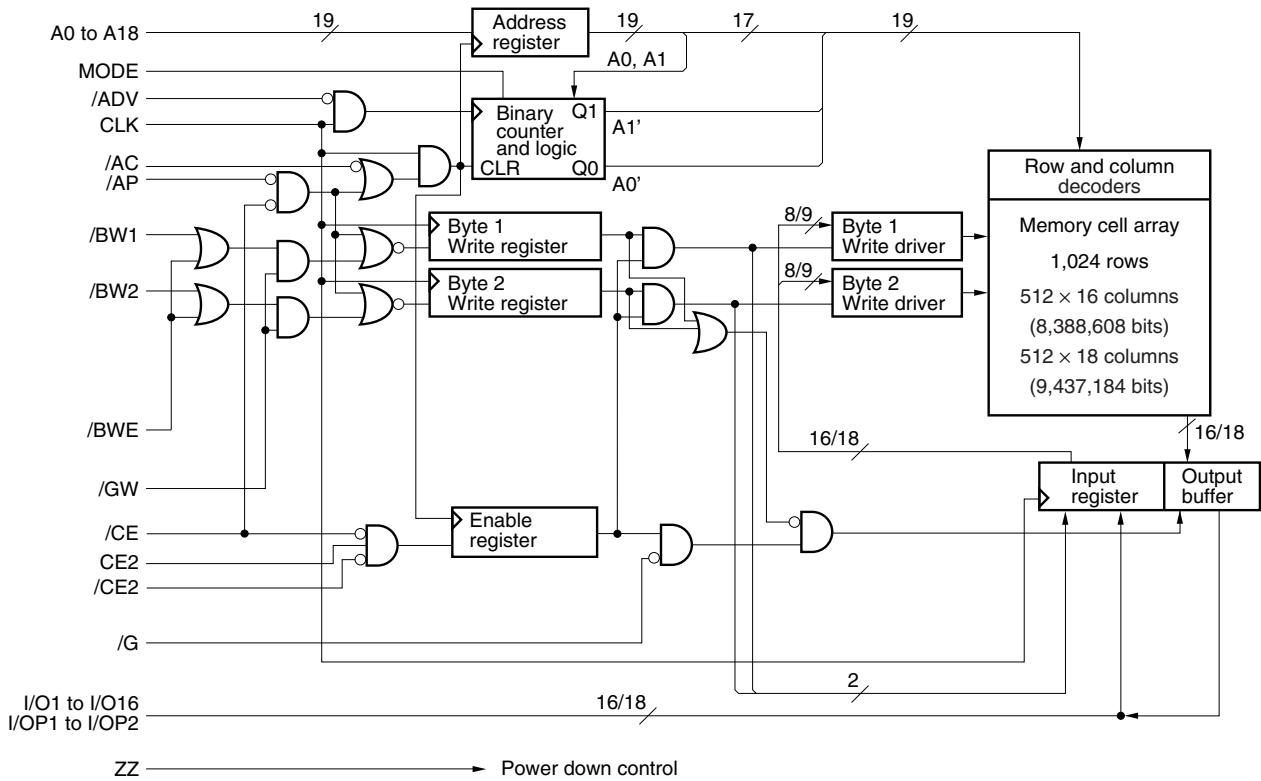 A0 to A18
19
Address
register
19
17
19
A0, A1
MODE
/ADV
CLK
Binary
counter
and logic
CLR
Q1
Q0
A1’
A0’
/AC
/AP
/BW1
/BW2
Byte 1
Write register
Byte 2
Write register
8/9
Byte 1
Write driver
8/9
Byte 2
Write driver
Row and column
decoders
Memory cell array
1,024 rows
512 × 16 columns
(8,388,608 bits)
512 × 18 columns
(9,437,184 bits)
/BWE
/GW
16/18
16/18
Input
register
Output
buffer
/CE
CE2
/CE2
Enable
register
/G
2
I/O1 to I/O16
I/OP1 to I/OP2
16/18
ZZ
Power down control